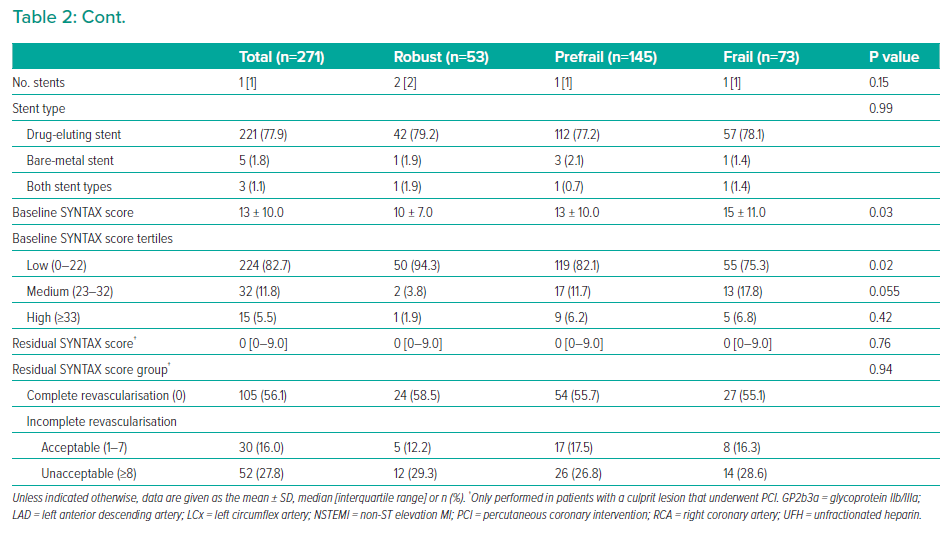 Table 2: Cont.
Total (n=271) Robust (n=53) Prefrail (n=145) Frail (n=73) P value
No. stents 1 [1] 2 [2] 1 [1] 1 [1] 0.15
Stent type 0.99
Drug-eluting stent 221 (77.9) 42 (79.2) 112 (77.2) 57 (78.1)
Bare-metal stent 5 (1.8) 1 (1.9) 3 (2.1) 1 (1.4)
Both stent types 3 (1.1) 1 (1.9) 1 (0.7) 1 (1.4)
Baseline SYNTAX score 13 ± 10.0 10 ± 7.0 13 ± 10.0 15 ± 11.0 0.03
Baseline SYNTAX score tertiles
Low (0–22) 224 (82.7) 50 (94.3) 119 (82.1) 55 (75.3) 0.02
Medium (23–32) 32 (11.8) 2 (3.8) 17 (11.7) 13 (17.8) 0.055
High (≥33) 15 (5.5) 1 (1.9) 9 (6.2) 5 (6.8) 0.42
Residual SYNTAX score* 0 [0–9.0] 0 [0–9.0] 0 [0–9.0] 0 [0–9.0] 0.76
Residual SYNTAX score group* 0.94
Complete revascularisation (0) 105 (56.1) 24 (58.5) 54 (55.7) 27 (55.1)
Incomplete revascularisation
Acceptable (1–7) 30 (16.0) 5 (12.2) 17 (17.5) 8 (16.3)
Unacceptable (≥8) 52 (27.8) 12 (29.3) 26 (26.8) 14 (28.6)
Unless indicated otherwise, data are given as the mean ± SD, median [interquartile range] or n (%). *Only performed in patients with a culprit lesion that underwent PCI. GP2b3a = glycoprotein IIb/IIIa;
LAD = left anterior descending artery; LCx = left circumflex artery; NSTEMI = non-ST elevation MI; PCI = percutaneous coronary intervention; RCA = right coronary artery; UFH = unfractionated heparin.